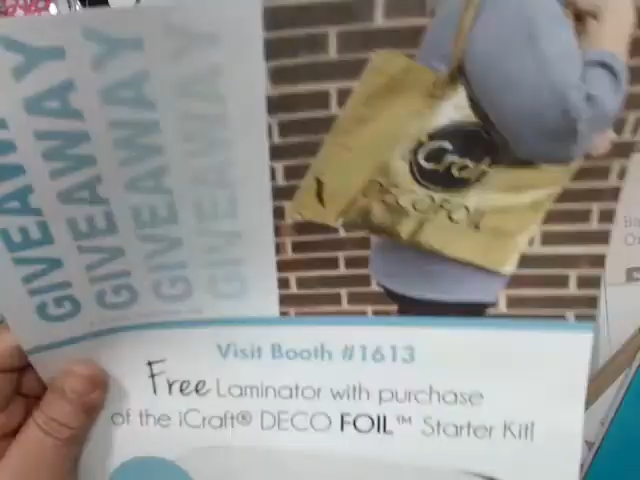 GIVEAWAY
GIVEAWAY
GIVEAWAY
GIVEAWAY
iCraft
DECO FOIL
Visit Booth #1613
Free Laminator with purchase
of the iCraft® DECO FOIL™ Starter Kit!